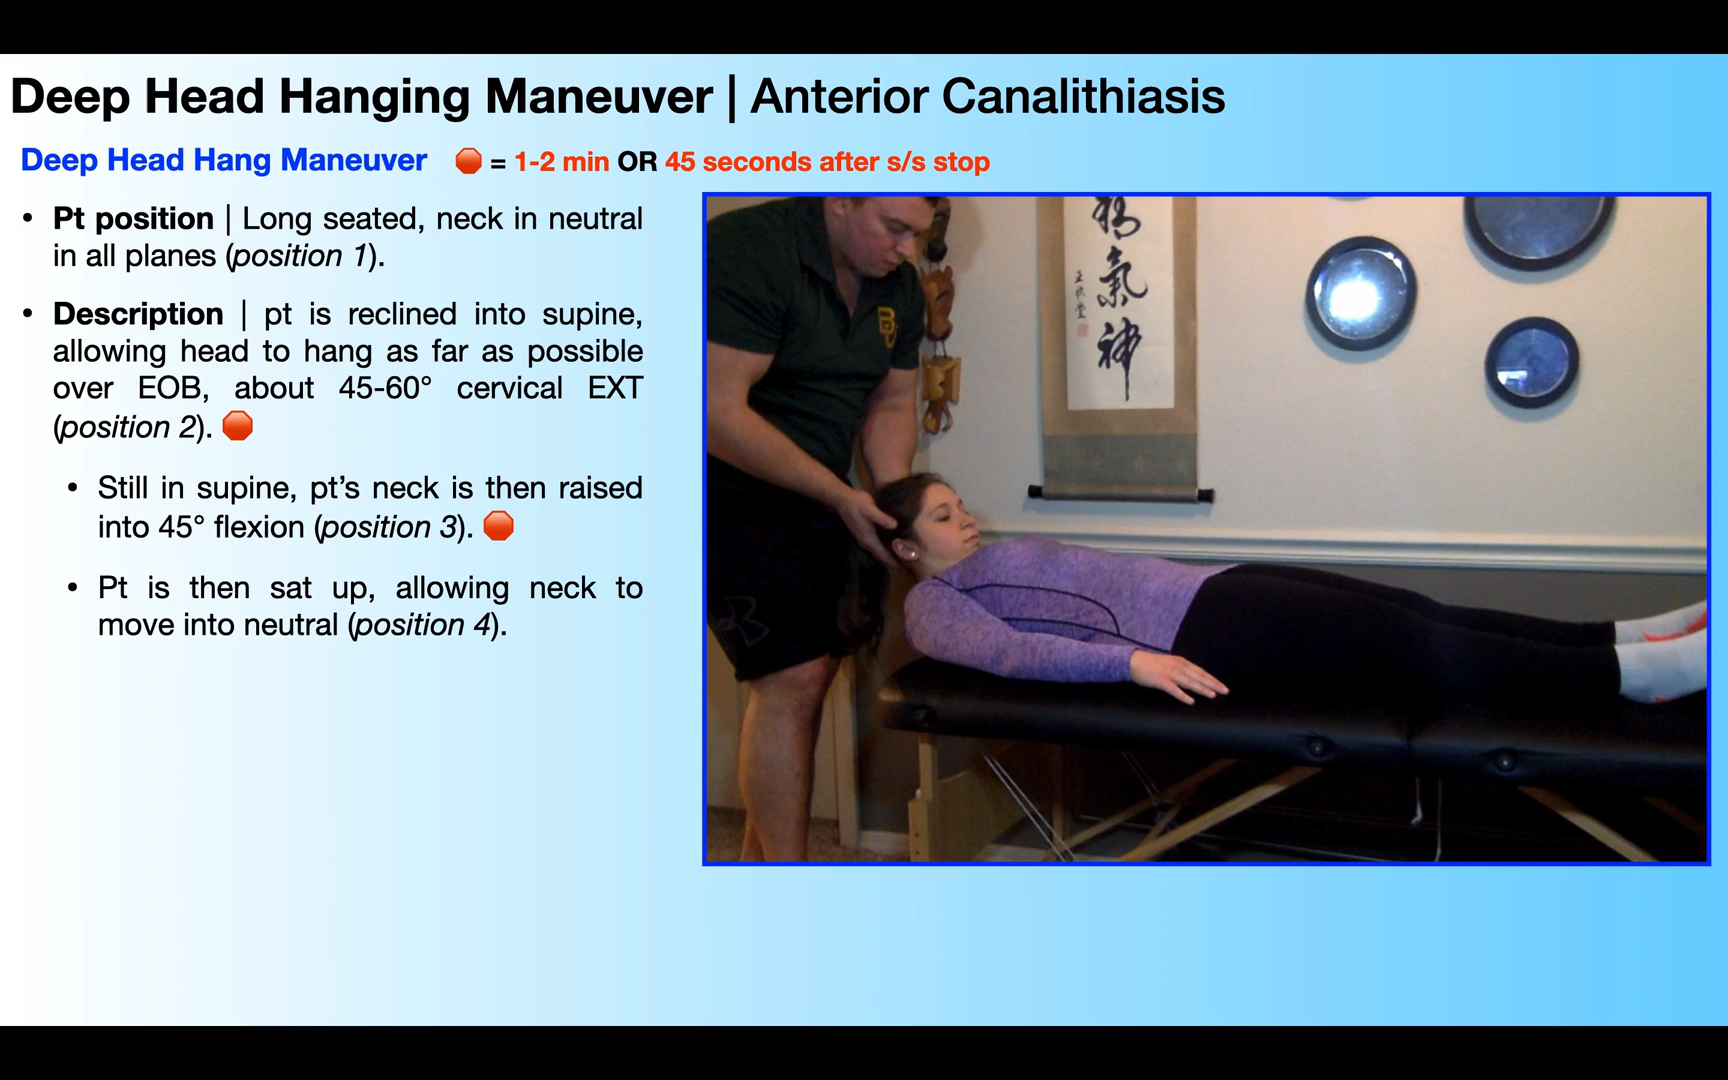 Deep Head Hanging Maneuver | Anterior Canalithiasis
Deep Head Hang Maneuver 🛑 = 1-2 min OR 45 seconds after s/s stop
• Pt position | Long seated, neck in neutral
in all planes (position 1).
• Description | pt is reclined into supine,
allowing head to hang as far as possible
over EOB, about 45-60° cervical EXT
(position 2). 🛑
• Still in supine, pt’s neck is then raised
into 45° flexion (position 3). 🛑
• Pt is then sat up, allowing neck to
move into neutral (position 4).
氣
神